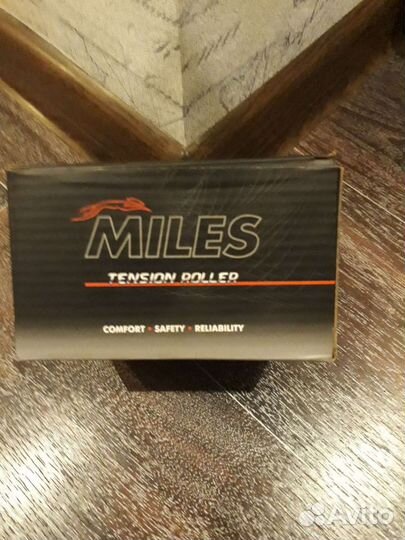 MILES
TENSION ROLLER
COMFORT • SAFETY • RELIABILITY
Avito